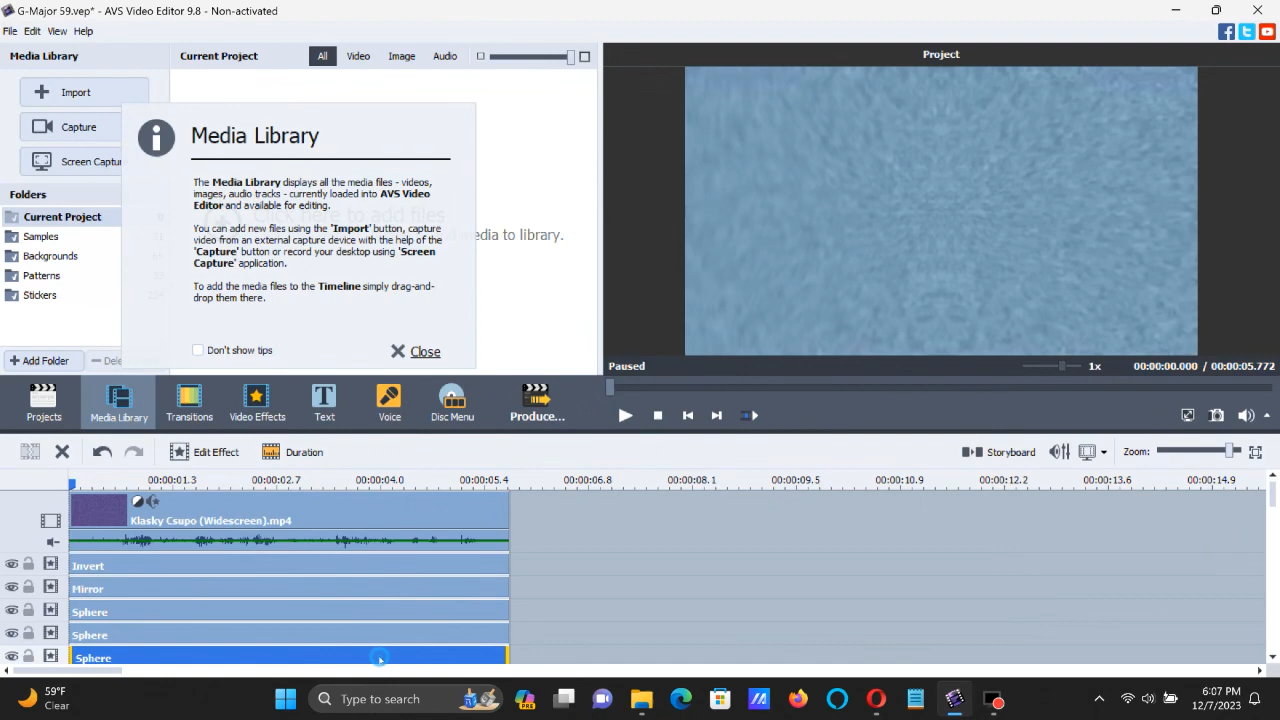 G-Major 59.vep* - AVS Video Editor 9.8 - Non-activated
File Edit View Help
Media Library
Current Project
All Video Image Audio
Project
Import
Capture
Screen Captu
Folders
Current Project
Samples
Backgrounds
Patterns
Stickers
Add Folder
Dele
Media Library
The Media Library displays all the media files - videos,
images, audio tracks - currently loaded into AVS Video
Editor and available for editing.
Click here to add files
You can add new files using the 'Import' button, capture
video from an external capture device with the help of the
'Capture' button or record your desktop using 'Screen
Capture' application.
media to library.
To add the media files to the Timeline simply drag-and-
drop them there.
Don't show tips
Close
Paused
1x
00:00:00.000 / 00:00:05.772
Projects
Media Library
Transitions
Video Effects
Text
Voice
Disc Menu
Produce...
Edit Effect
Duration
Storyboard
Zoom:
00:00:01.3 00:00:02.7 00:00:04.0 00:00:05.4 00:00:06.8 00:00:08.1 00:00:09.5 00:00:10.9 00:00:12.2 00:00:13.6 00:00:14.9
Klasky Csupo (Widescreen).mp4
Invert
Mirror
Sphere
Sphere
Sphere
59°F
Clear
Type to search
PRE
6:07 PM
12/7/2023